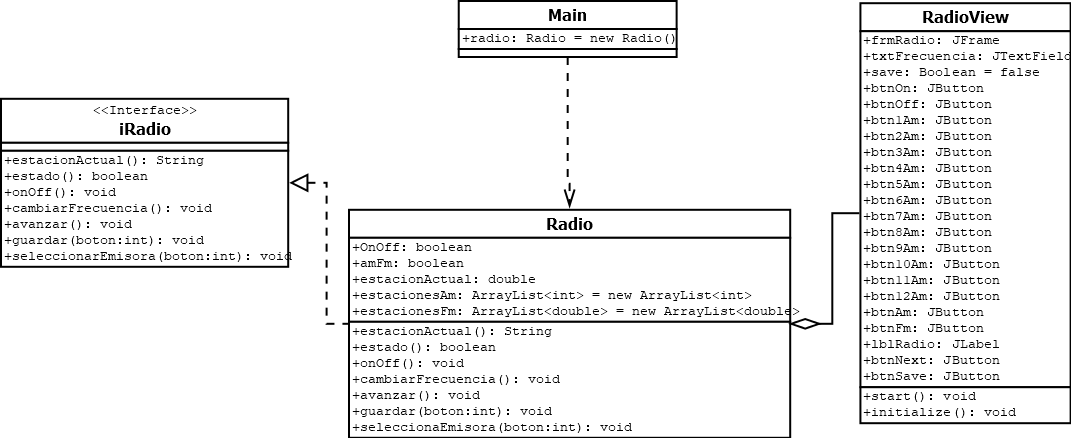 Main
+radio: Radio = new Radio()
RadioView
+frmRadio: JFrame
+txtFrecuencia: JTextField
+save: Boolean = false
+btnOn: JButton
+btnOff: JButton
+btn1Am: JButton
+btn2Am: JButton
+btn3Am: JButton
+btn4Am: JButton
+btn5Am: JButton
+btn6Am: JButton
+btn7Am: JButton
+btn8Am: JButton
+btn9Am: JButton
+btn10Am: JButton
+btn11Am: JButton
+btn12Am: JButton
+btnAm: JButton
+btnFm: JButton
+lblRadio: JLabel
+btnNext: JButton
+btnSave: JButton
+start(): void
+initialize(): void
<<Interface>>
iRadio
+estacionActual(): String
+estado(): boolean
+onOff(): void
+cambiarFrecuencia(): void
+avanzar(): void
+guardar(boton:int): void
+seleccionarEmisora(boton:int): void
Radio
+OnOff: boolean
+amFm: boolean
+estacionActual: double
+estacionesAm: ArrayList<int> = new ArrayList<int>
+estacionesFm: ArrayList<double> = new ArrayList<double>
+estacionActual(): String
+estado(): boolean
+onOff(): void
+cambiarFrecuencia(): void
+avanzar(): void
+guardar(boton:int): void
+seleccionaEmisora(boton:int): void